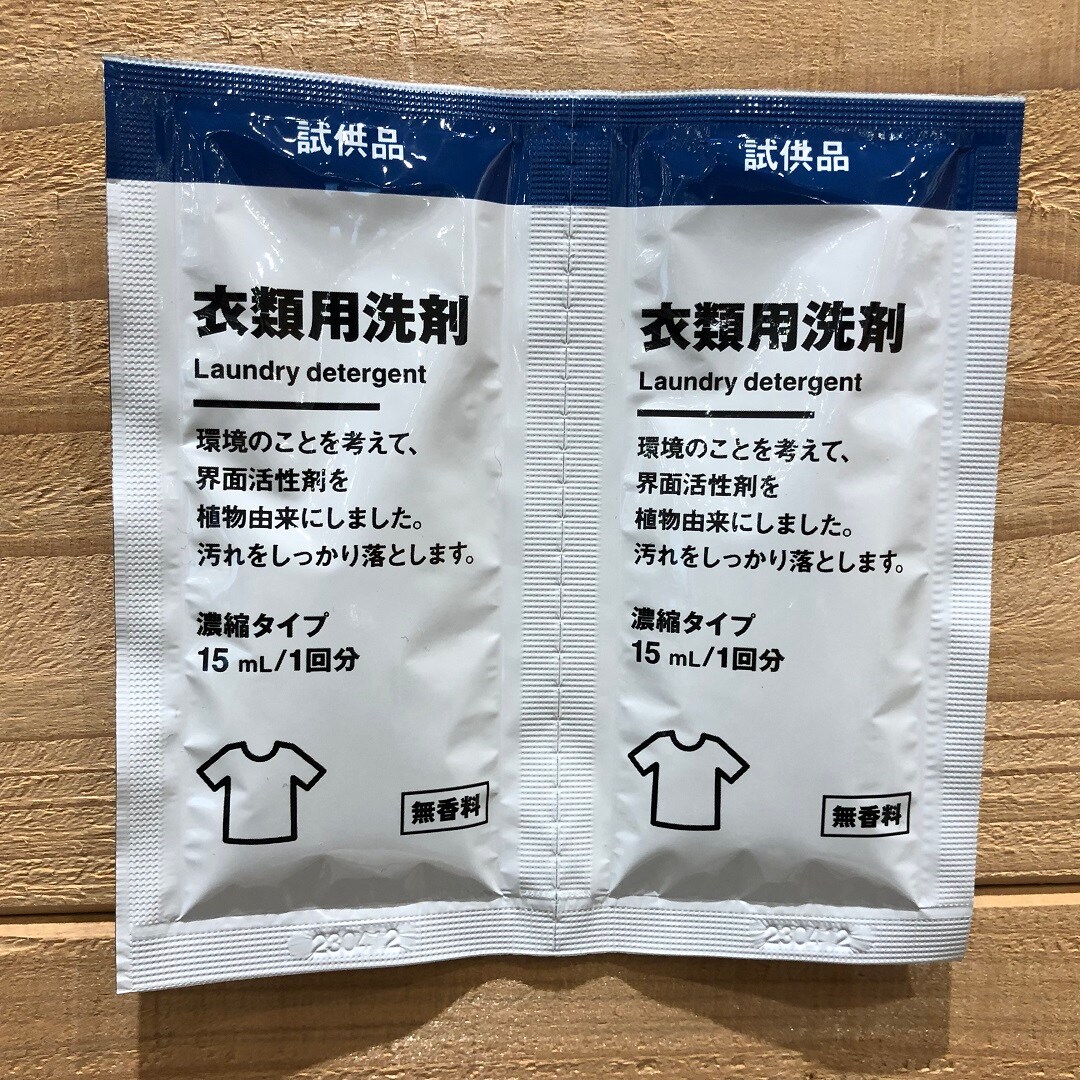 試供品
衣類用洗剤
Laundry detergent
環境のことを考えて、
界面活性剤を
植物由来にしました。
汚れをしっかり落とします。
濃縮タイプ
15 mL/1回分
無香料
230412
試供品
衣類用洗剤
Laundry detergent
環境のことを考えて、
界面活性剤を
植物由来にしました。
汚れをしっかり落とします。
濃縮タイプ
15 mL/1回分
無香料
230412